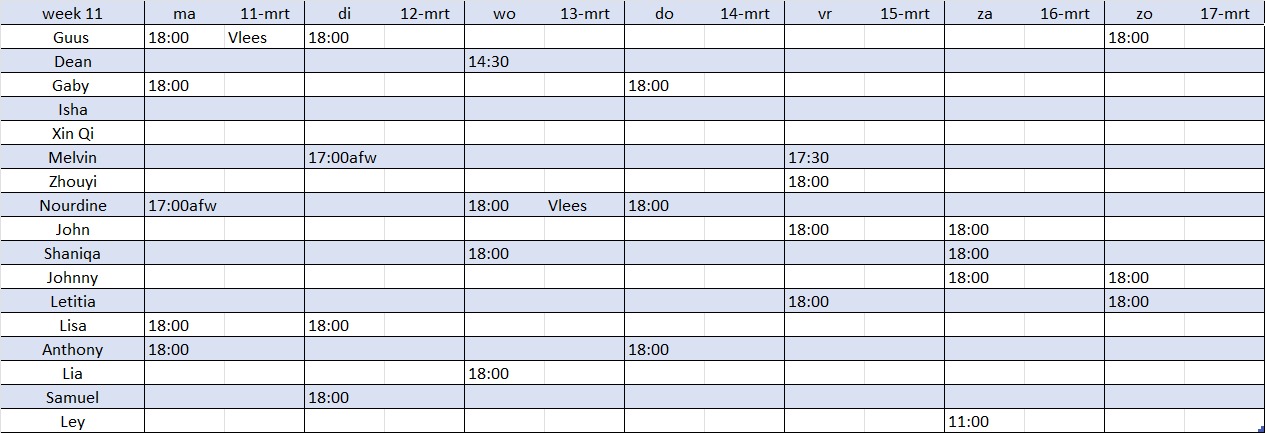 week 11 ma 11-mrt di 12-mrt wo 13-mrt do 14-mrt vr 15-mrt za 16-mrt zo 17-mrt
Guus 18:00 Vlees 18:00 18:00
Dean 14:30
Gaby 18:00 18:00
Isha
Xin Qi
Melvin 17:00afw 17:30
Zhouyi 18:00
Nourdine 17:00afw 18:00 Vlees 18:00
John 18:00 18:00
Shaniqa 18:00 18:00
Johnny 18:00 18:00
Letitia 18:00 18:00
Lisa 18:00 18:00
Anthony 18:00 18:00
Lia 18:00
Samuel 18:00
Ley 11:00